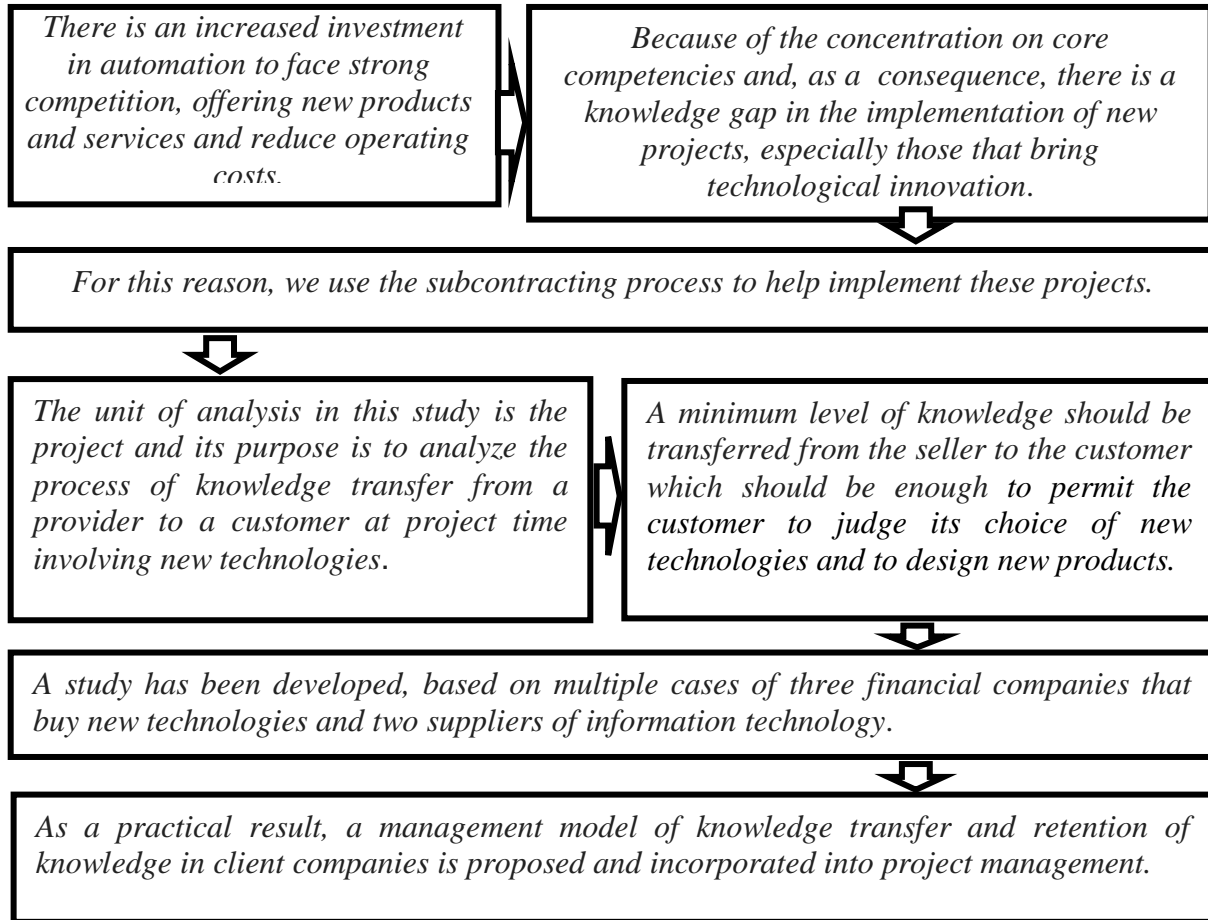 There is an increased investment
in automation to face strong
competition, offering new products
and services and reduce operating
costs.
Because of the concentration on core
competencies and, as a consequence, there is a
knowledge gap in the implementation of new
projects, especially those that bring
technological innovation.
For this reason, we use the subcontracting process to help implement these projects.
The unit of analysis in this study is the
project and its purpose is to analyze the
process of knowledge transfer from a
provider to a customer at project time
involving new technologies.
A minimum level of knowledge should be
transferred from the seller to the customer
which should be enough to permit the
customer to judge its choice of new
technologies and to design new products.
A study has been developed, based on multiple cases of three financial companies that
buy new technologies and two suppliers of information technology.
As a practical result, a management model of knowledge transfer and retention of
knowledge in client companies is proposed and incorporated into project management.